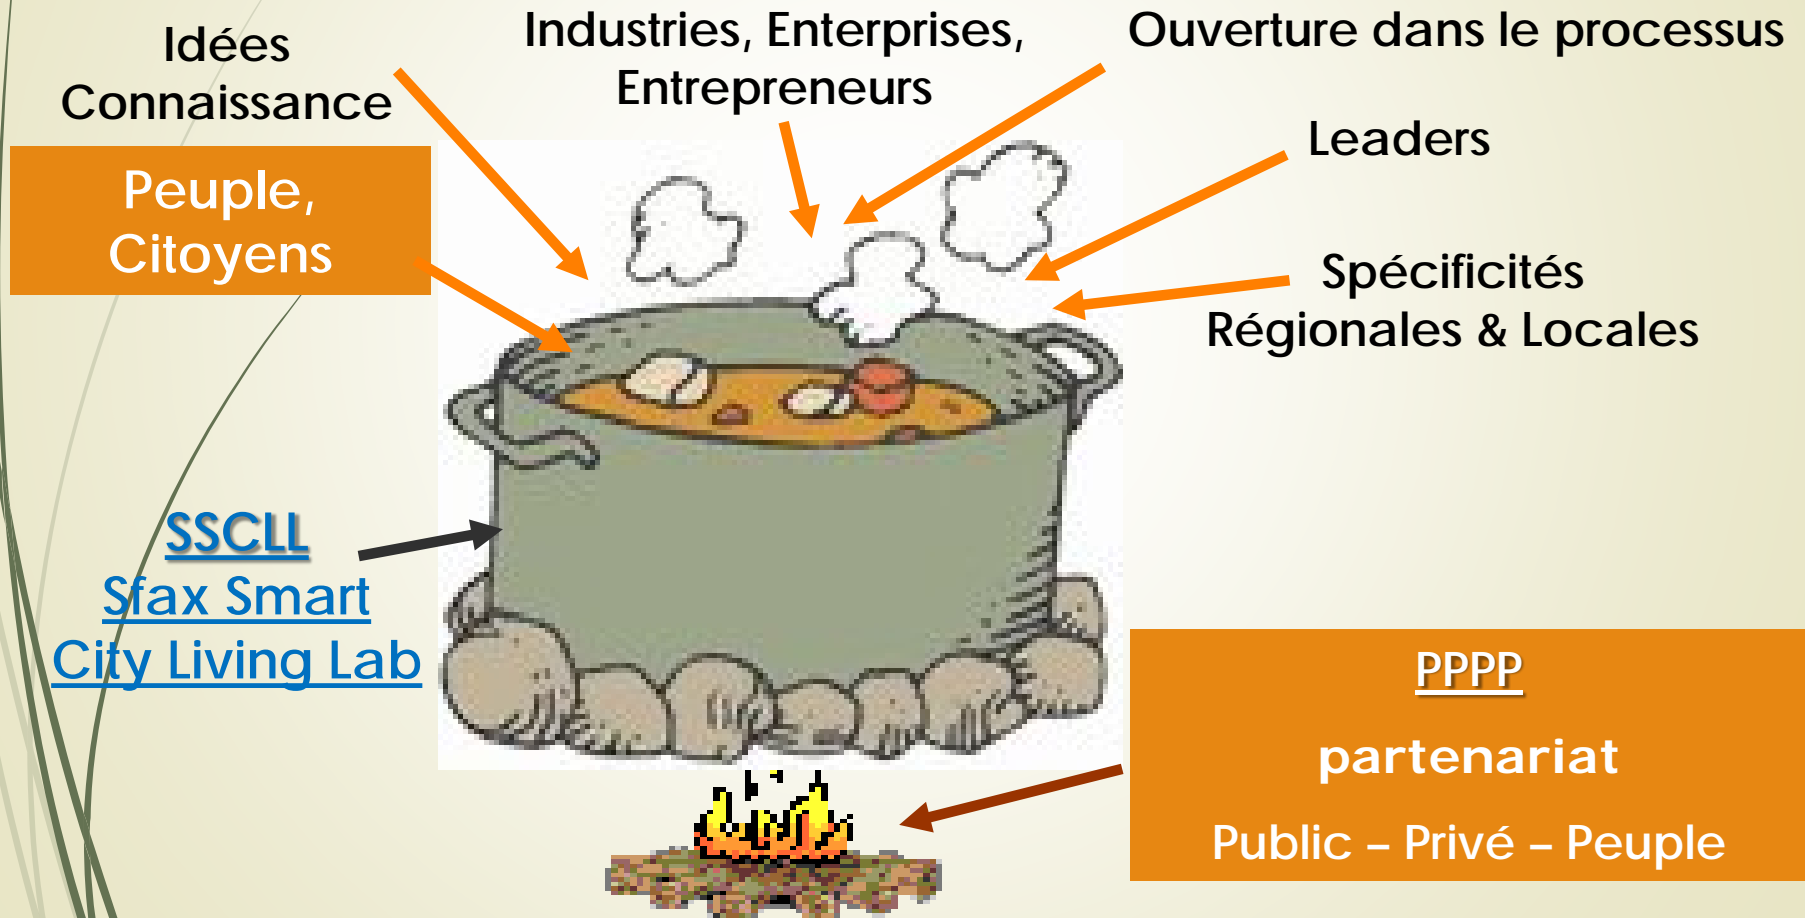 Idées
Connaissance
Peuple,
Citoyens
Industries, Enterprises,
Entrepreneurs
Ouverture dans le processus
Leaders
Spécificités
Régionales & Locales
SSCLL
Sfax Smart
City Living Lab
PPPP
partenariat
Public – Privé – Peuple